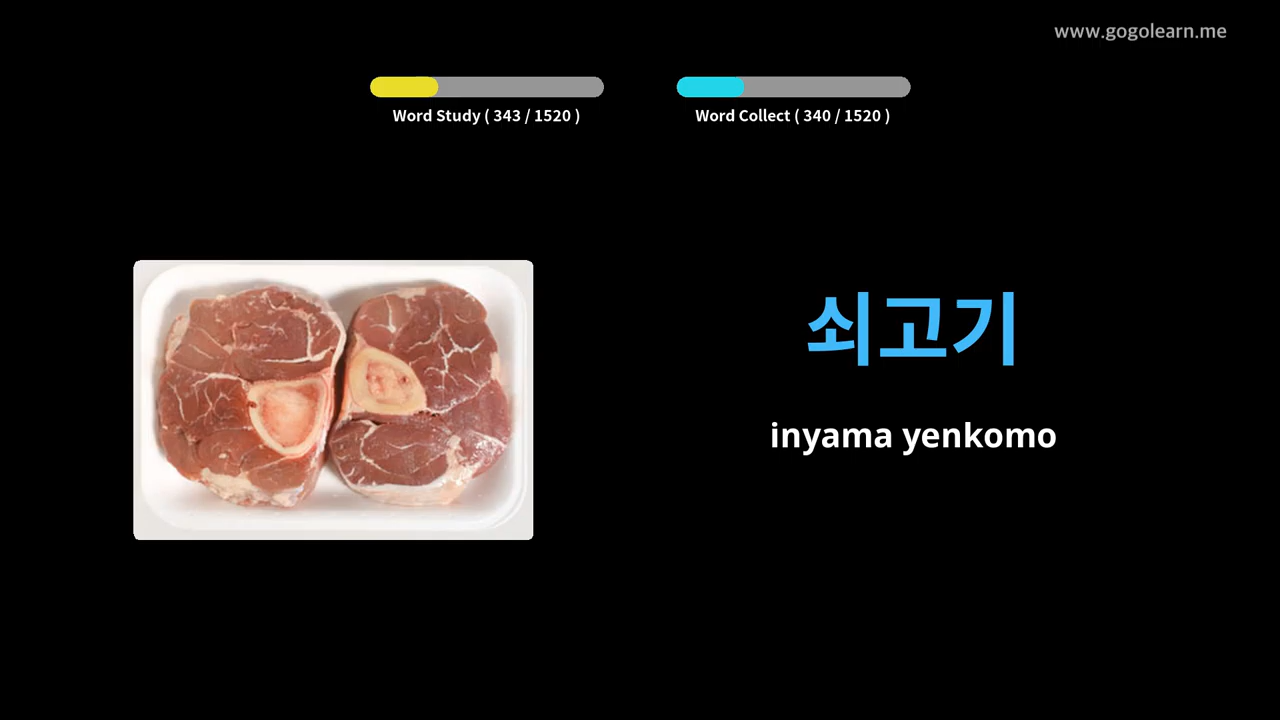 www.gogolearn.me
Word Study ( 343 / 1520 )
Word Collect ( 340 / 1520 )
쇠고기
inyama yenkomo